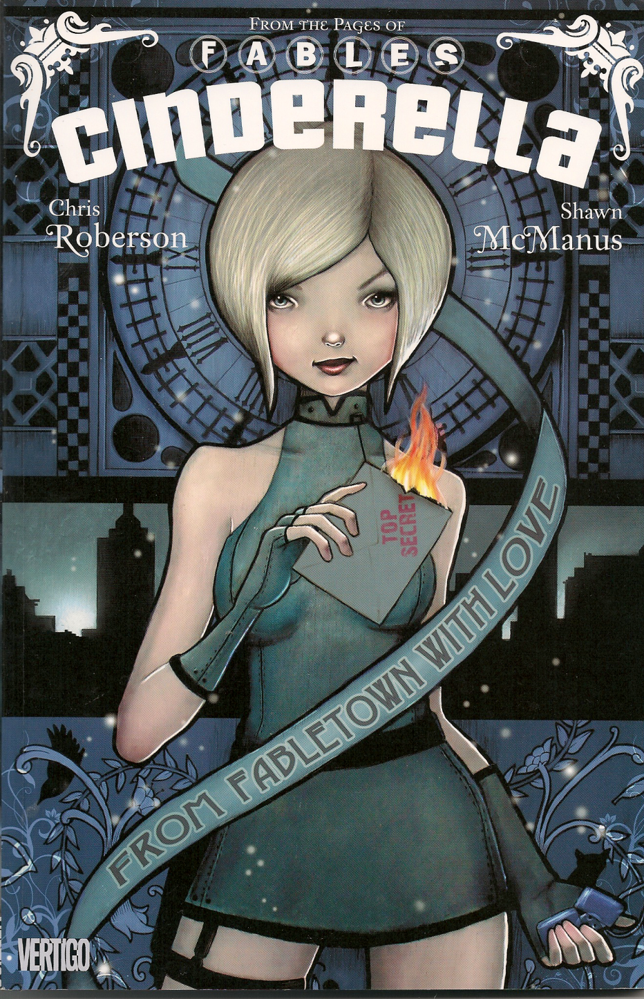 From the Pages of
FABLES
CINDERELLA
Chris
Roberson
Shawn
McManus
TOP
SECRET
FROM FABLETOWN WITH LOVE
VERTIGO